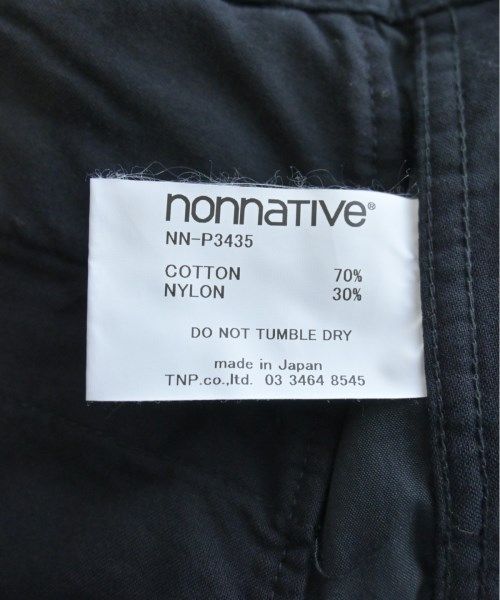 nonnative®
NN-P3435
COTTON 70%
NYLON 30%
DO NOT TUMBLE DRY
made in Japan
TNP.co.,ltd. 03 3464 8545